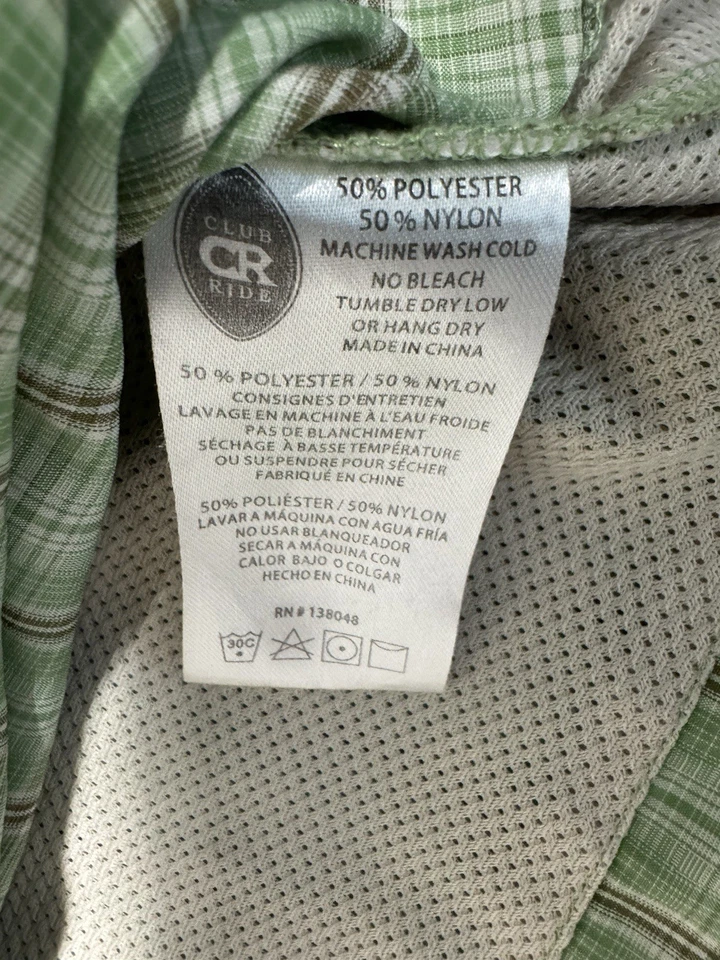 CLUB
CR
RIDE
50% POLYESTER
50% NYLON
MACHINE WASH COLD
NO BLEACH
TUMBLE DRY LOW
OR HANG DRY
MADE IN CHINA
50 % POLYESTER / 50 % NYLON
CONSIGNES D'ENTRETIEN
LAVAGE EN MACHINE À L'EAU FROIDE
PAS DE BLANCHIMENT
SÉCHAGE À BASSE TEMPÉRATURE
OU SUSPENDRE POUR SÉCHER
FABRIQUÉ EN CHINE
50% POLIÉSTER / 50% NYLON
LAVAR A MÁQUINA CON AGUA FRÍA
NO USAR BLANQUEADOR
SECAR A MÁQUINA CON
CALOR BAJO O COLGAR
HECHO EN CHINA
RN # 138048
30C